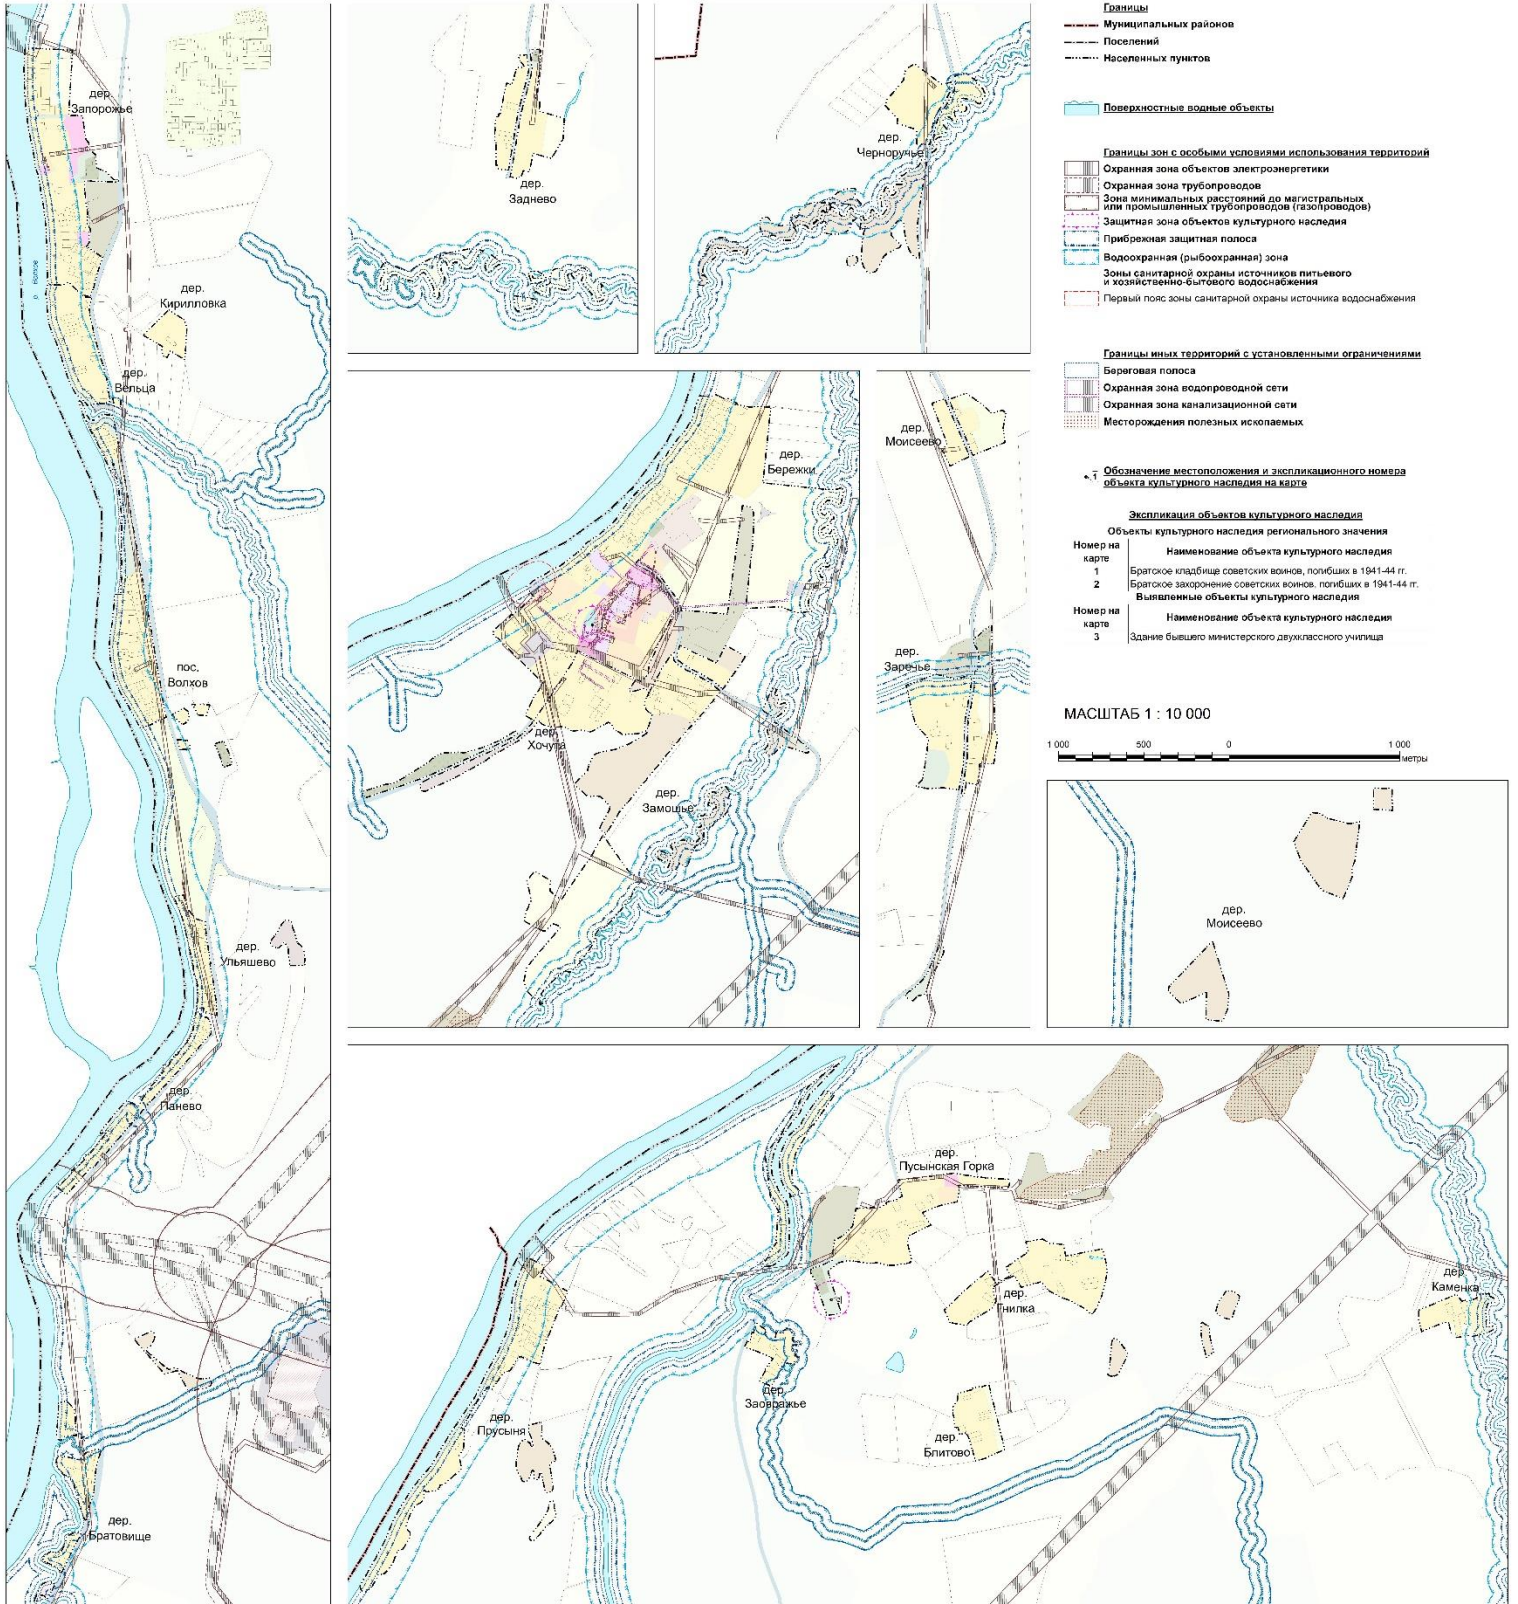 дер.
Запорожье
р. Волхов
дер.
Кирилловка
дер.
Вельца
пос.
Волхов
дер.
Ульяшево
дер.
Панево
дер.
Братовище
дер.
Заднево
дер.
Черноручье
дер.
Бережки
дер.
Хочута
дер.
Замошье
дер.
Моисеево
дер.
Заречье
Границы
Муниципальных районов
Поселений
Населенных пунктов
Поверхностные водные объекты
Границы зон с особыми условиями использования территорий
Охранная зона объектов электроэнергетики
Охранная зона трубопроводов
Зона минимальных расстояний до магистральных
или промышленных трубопроводов (газопроводов)
Защитная зона объектов культурного наследия
Прибрежная защитная полоса
Водоохранная (рыбоохранная) зона
Зоны санитарной охраны источников питьевого
и хозяйственно-бытового водоснабжения
Первый пояс зоны санитарной охраны источника водоснабжения
Границы иных территорий с установленными ограничениями
Береговая полоса
Охранная зона водопроводной сети
Охранная зона канализационной сети
Месторождения полезных ископаемых
1 Обозначение местоположения и экспликационного номера
объекта культурного наследия на карте
Экспликация объектов культурного наследия
Объекты культурного наследия регионального значения
Номер на
карте
Наименование объекта культурного наследия
1 Братское кладбище советских воинов, погибших в 1941-44 гг.
2 Братское захоронение советских воинов, погибших в 1941-44 гг.
Выявленные объекты культурного наследия
Номер на
карте
Наименование объекта культурного наследия
3 Здание бывшего министерского двухклассного училища
МАСШТАБ 1 : 10 000
1 000 500 0 1 000
метры
дер.
Моисеево
дер.
Пусынская Горка
дер.
Гнилка
дер.
Каменка
дер.
Заовражье
дер.
Прусыня
дер.
Блитово